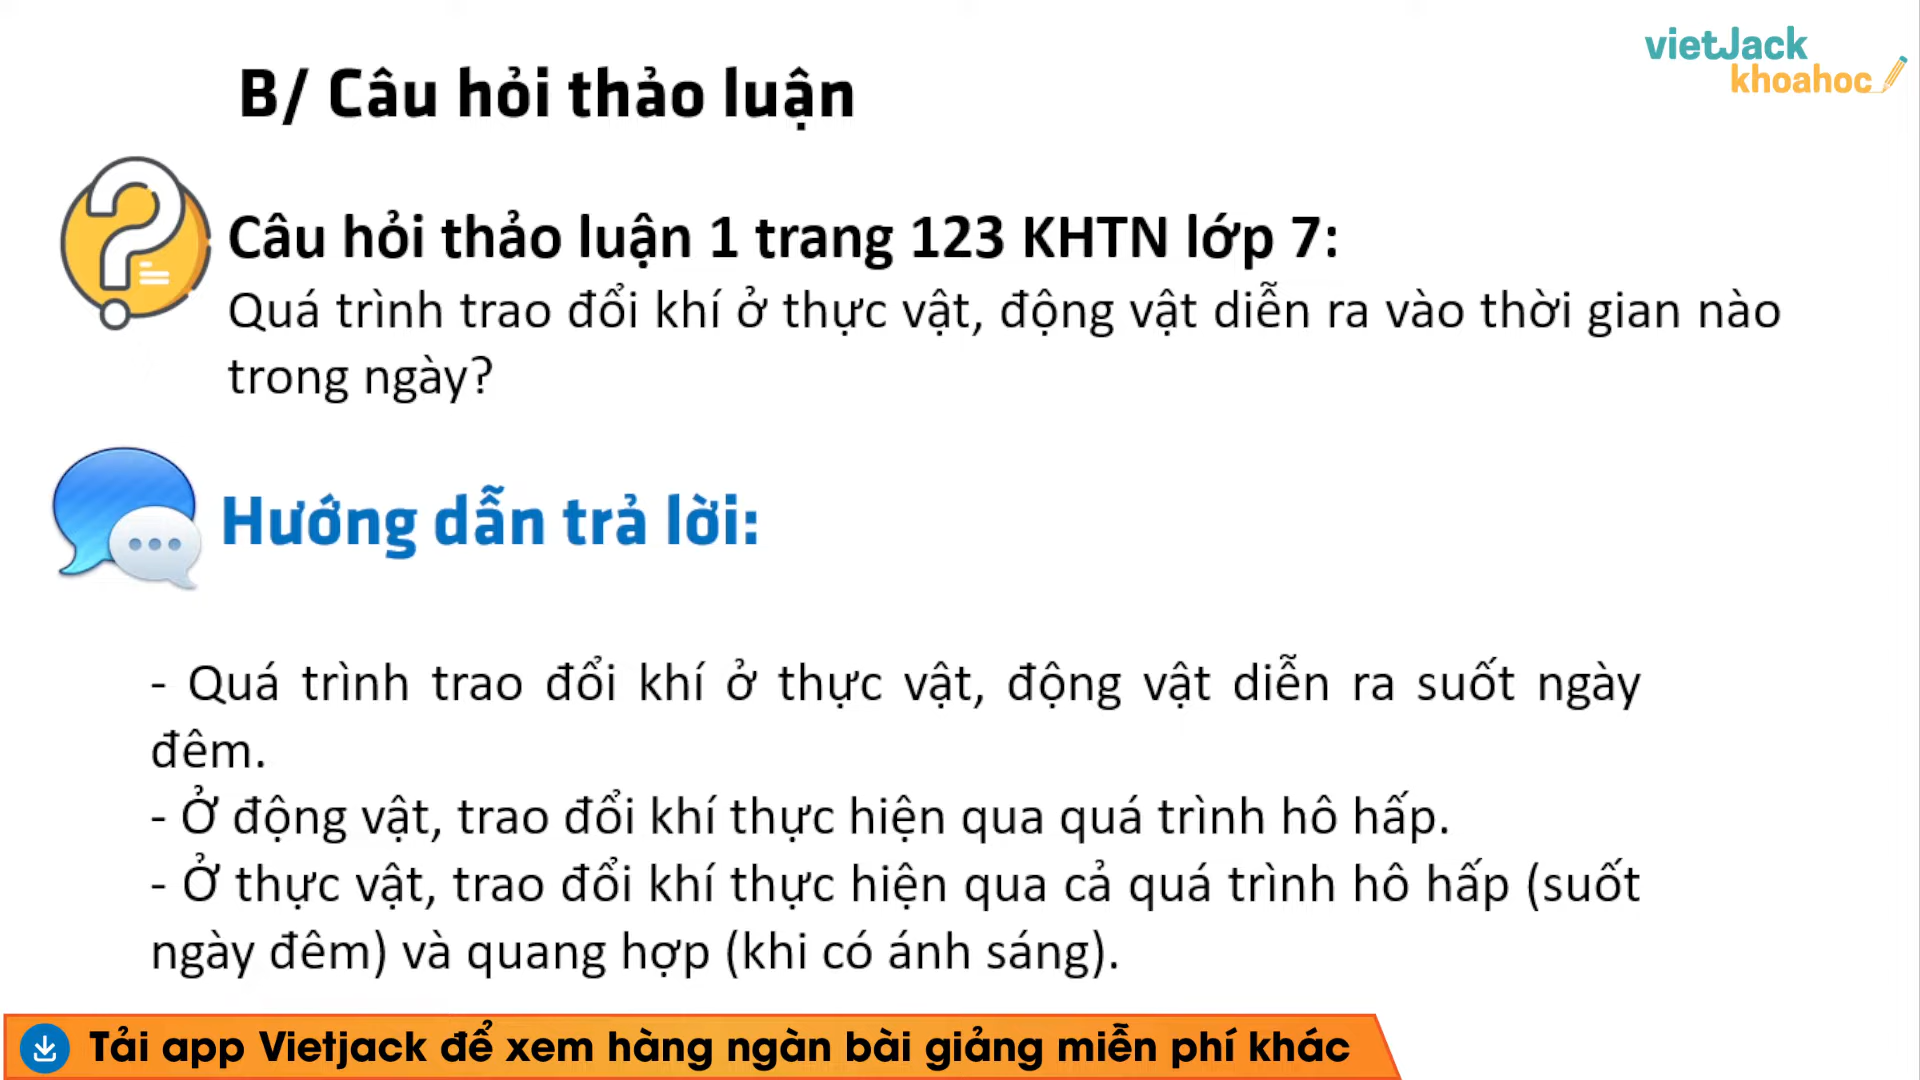 vietJack
khoahoc
B/ Câu hỏi thảo luận
Câu hỏi thảo luận 1 trang 123 KHTN lớp 7:
Quá trình trao đổi khí ở thực vật, động vật diễn ra vào thời gian nào
trong ngày?
Hướng dẫn trả lời:
- Quá trình trao đổi khí ở thực vật, động vật diễn ra suốt ngày
đêm.
- Ở động vật, trao đổi khí thực hiện qua quá trình hô hấp.
- Ở thực vật, trao đổi khí thực hiện qua cả quá trình hô hấp (suốt
ngày đêm) và quang hợp (khi có ánh sáng).
Tải app Vietjack để xem hàng ngàn bài giảng miễn phí khác